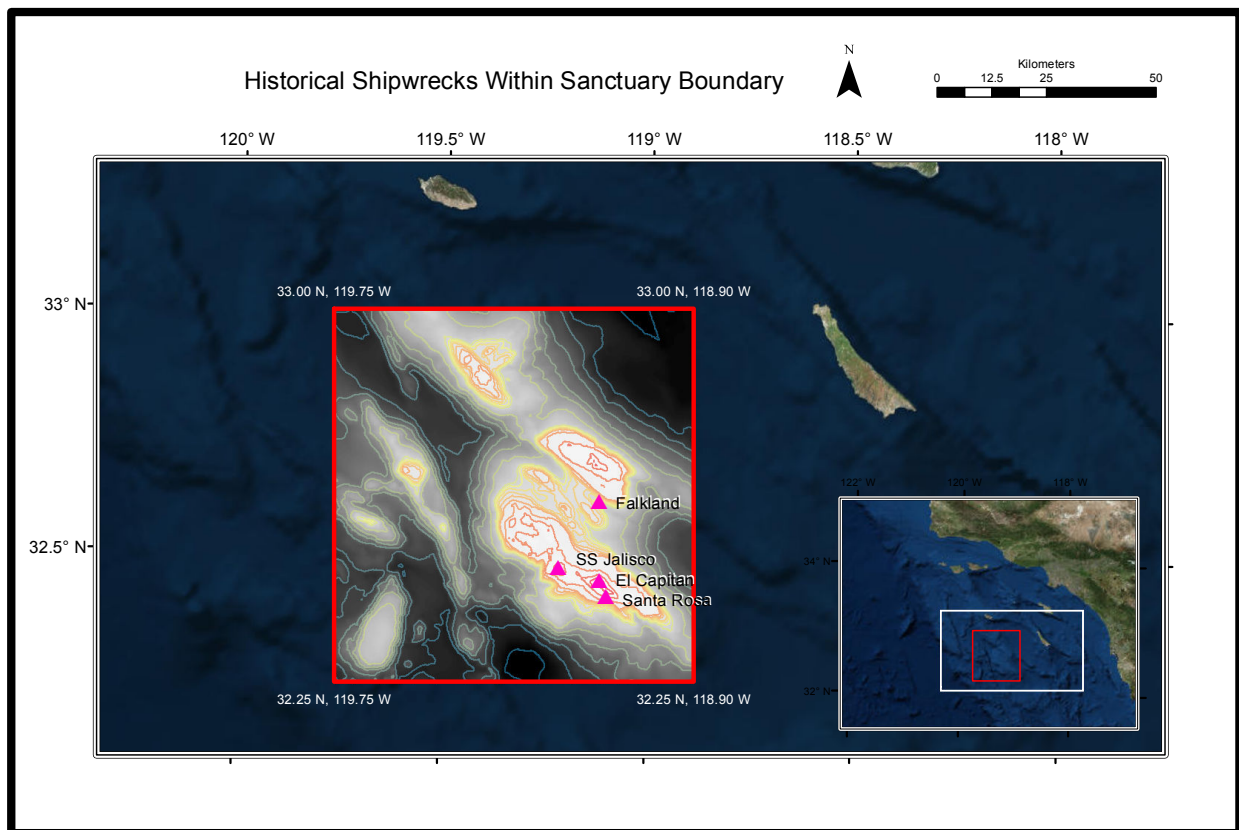 N
Kilometers
Historical Shipwrecks Within Sanctuary Boundary
0 12.5 25 50
120° W 119.5° W 119° W 118.5° W 118° W
33.00 N, 119.75 W 33.00 N, 118.90 W
33° N
122° W 120° W 118° W
Falkland
32.5° N
SS Jalisco
34° N
El Capitan
Santa Rosa
32° N
32.25 N, 119.75 W 32.25 N, 118.90 W